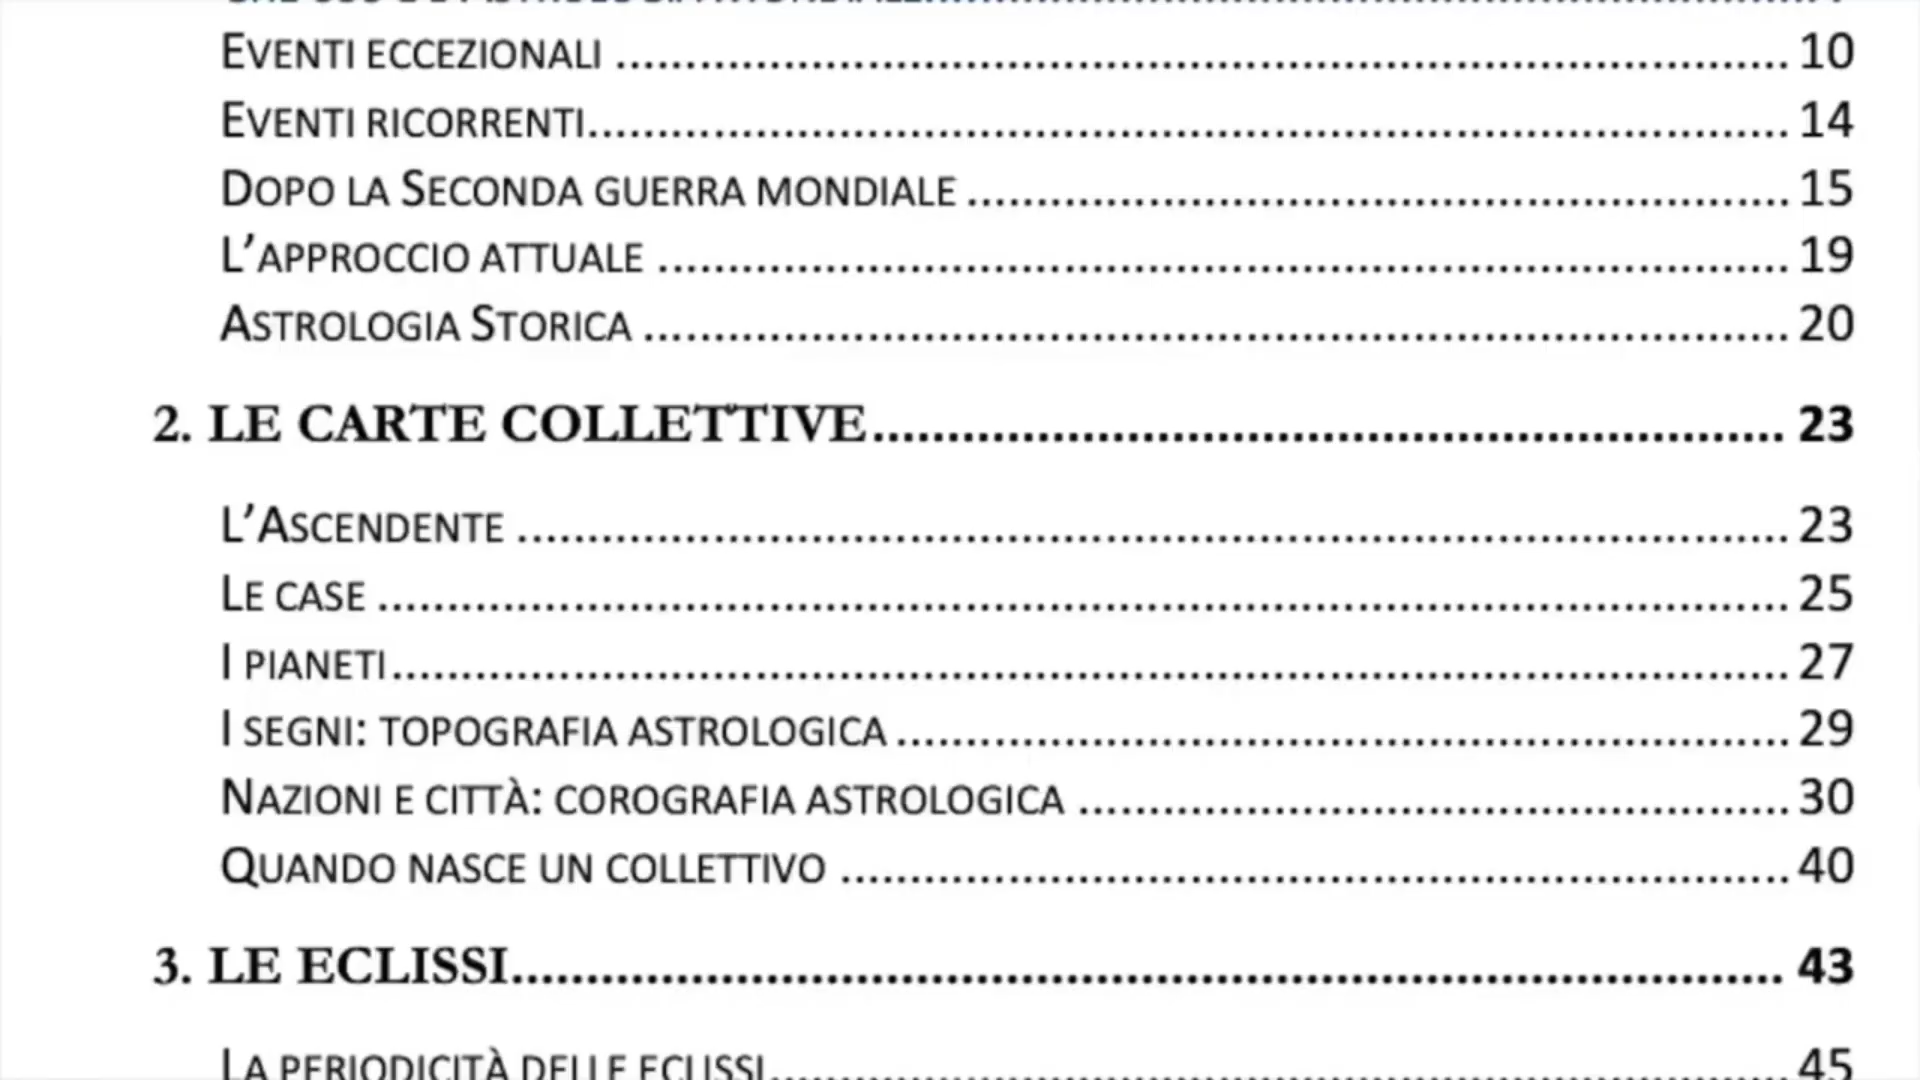 Eventi eccezionali ........ 10
Eventi ricorrenti ........ 14
Dopo la Seconda guerra mondiale ........ 15
L’approccio attuale ........ 19
Astrologia Storica ........ 20
2. LE CARTE COLLETTIVE ........ 23
L’Ascendente ........ 23
Le case ........ 25
I pianeti ........ 27
I segni: topografia astrologica ........ 29
Nazioni e città: corografia astrologica ........ 30
Quando nasce un collettivo ........ 40
3. LE ECLISSI ........ 43
La periodicità delle eclissi ........ 45